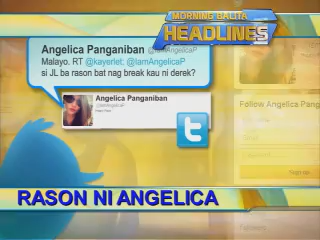 MORNING BALITA
HEADLINES
Angelica Panganiban @IamAngelicaP
Malayo. RT @kayerlet: @IamAngelicaP
si JL ba rason bat nag break kau ni derek?
Angelica Panganiban
@IamAngelicaP
Follow Angelica Pang
RASON NI ANGELICA